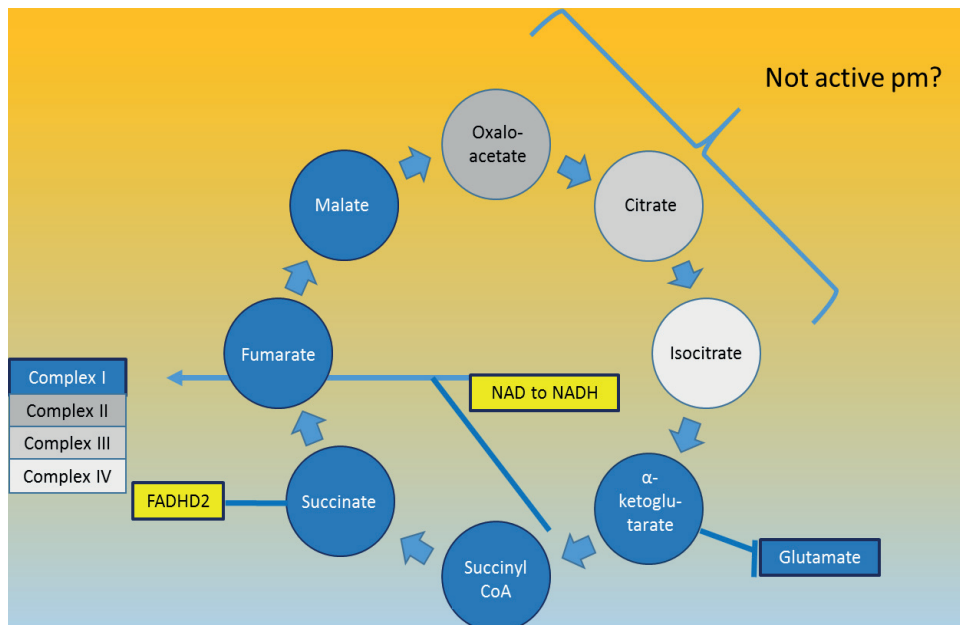 Not active pm?
Oxalo-
acetate
Malate
Citrate
Fumarate
Isocitrate
Complex I
Complex II
Complex III
Complex IV
NAD to NADH
FADHD2
Succinate
α-
ketoglu-
tarate
Succinyl
CoA
Glutamate